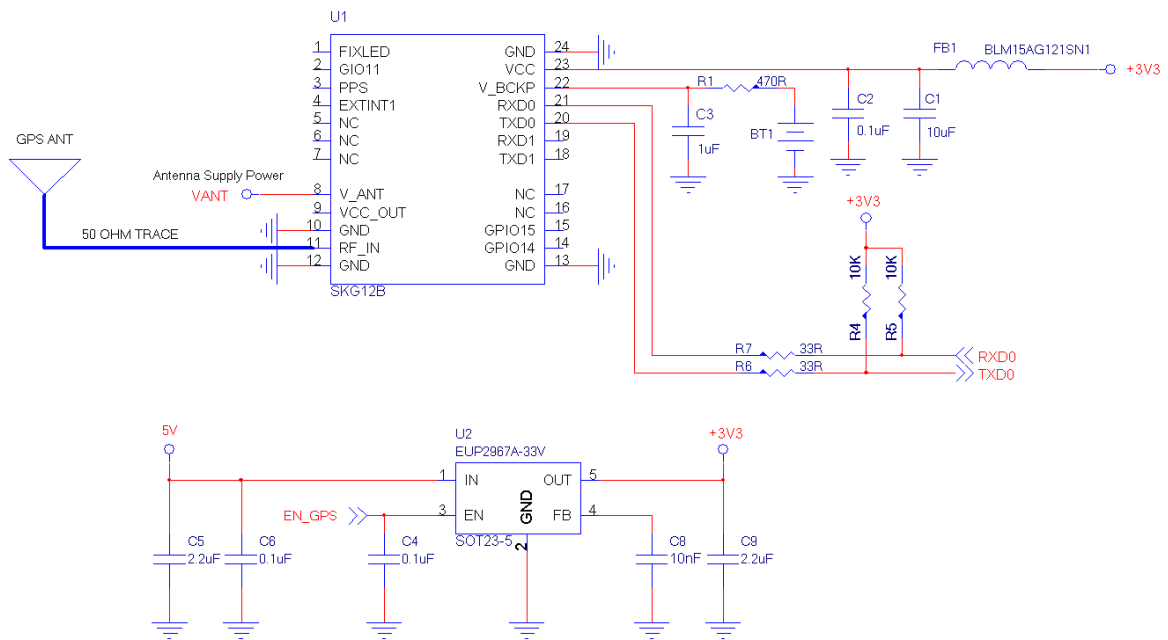 U1
1 FIXLED GND 24
2 GIO11 VCC 23
3 PPS V_BCKP 22
4 EXTINT1 RXD0 21
5 NC TXD0 20
6 NC RXD1 19
7 NC TXD1 18
8 V_ANT NC 17
9 VCC_OUT NC 16
10 GND GPIO15 15
11 RF_IN GPIO14 14
12 GND GND 13
SKG12B
GPS ANT
Antenna Supply Power
VANT
50 OHM TRACE
FB1 BLM15AG121SN1
+3V3
R1 470R
C3
1uF
BT1
C2
0.1uF
C1
10uF
+3V3
10K 10K
R4 R5
R7 33R RXD0
R6 33R TXD0
5V
U2
EUP2967A-33V
+3V3
1 IN OUT 5
EN_GPS 3 EN FB 4
GND
SOT23-5 2
C5
2.2uF
C6
0.1uF
C4
0.1uF
C8
10nF
C9
2.2uF